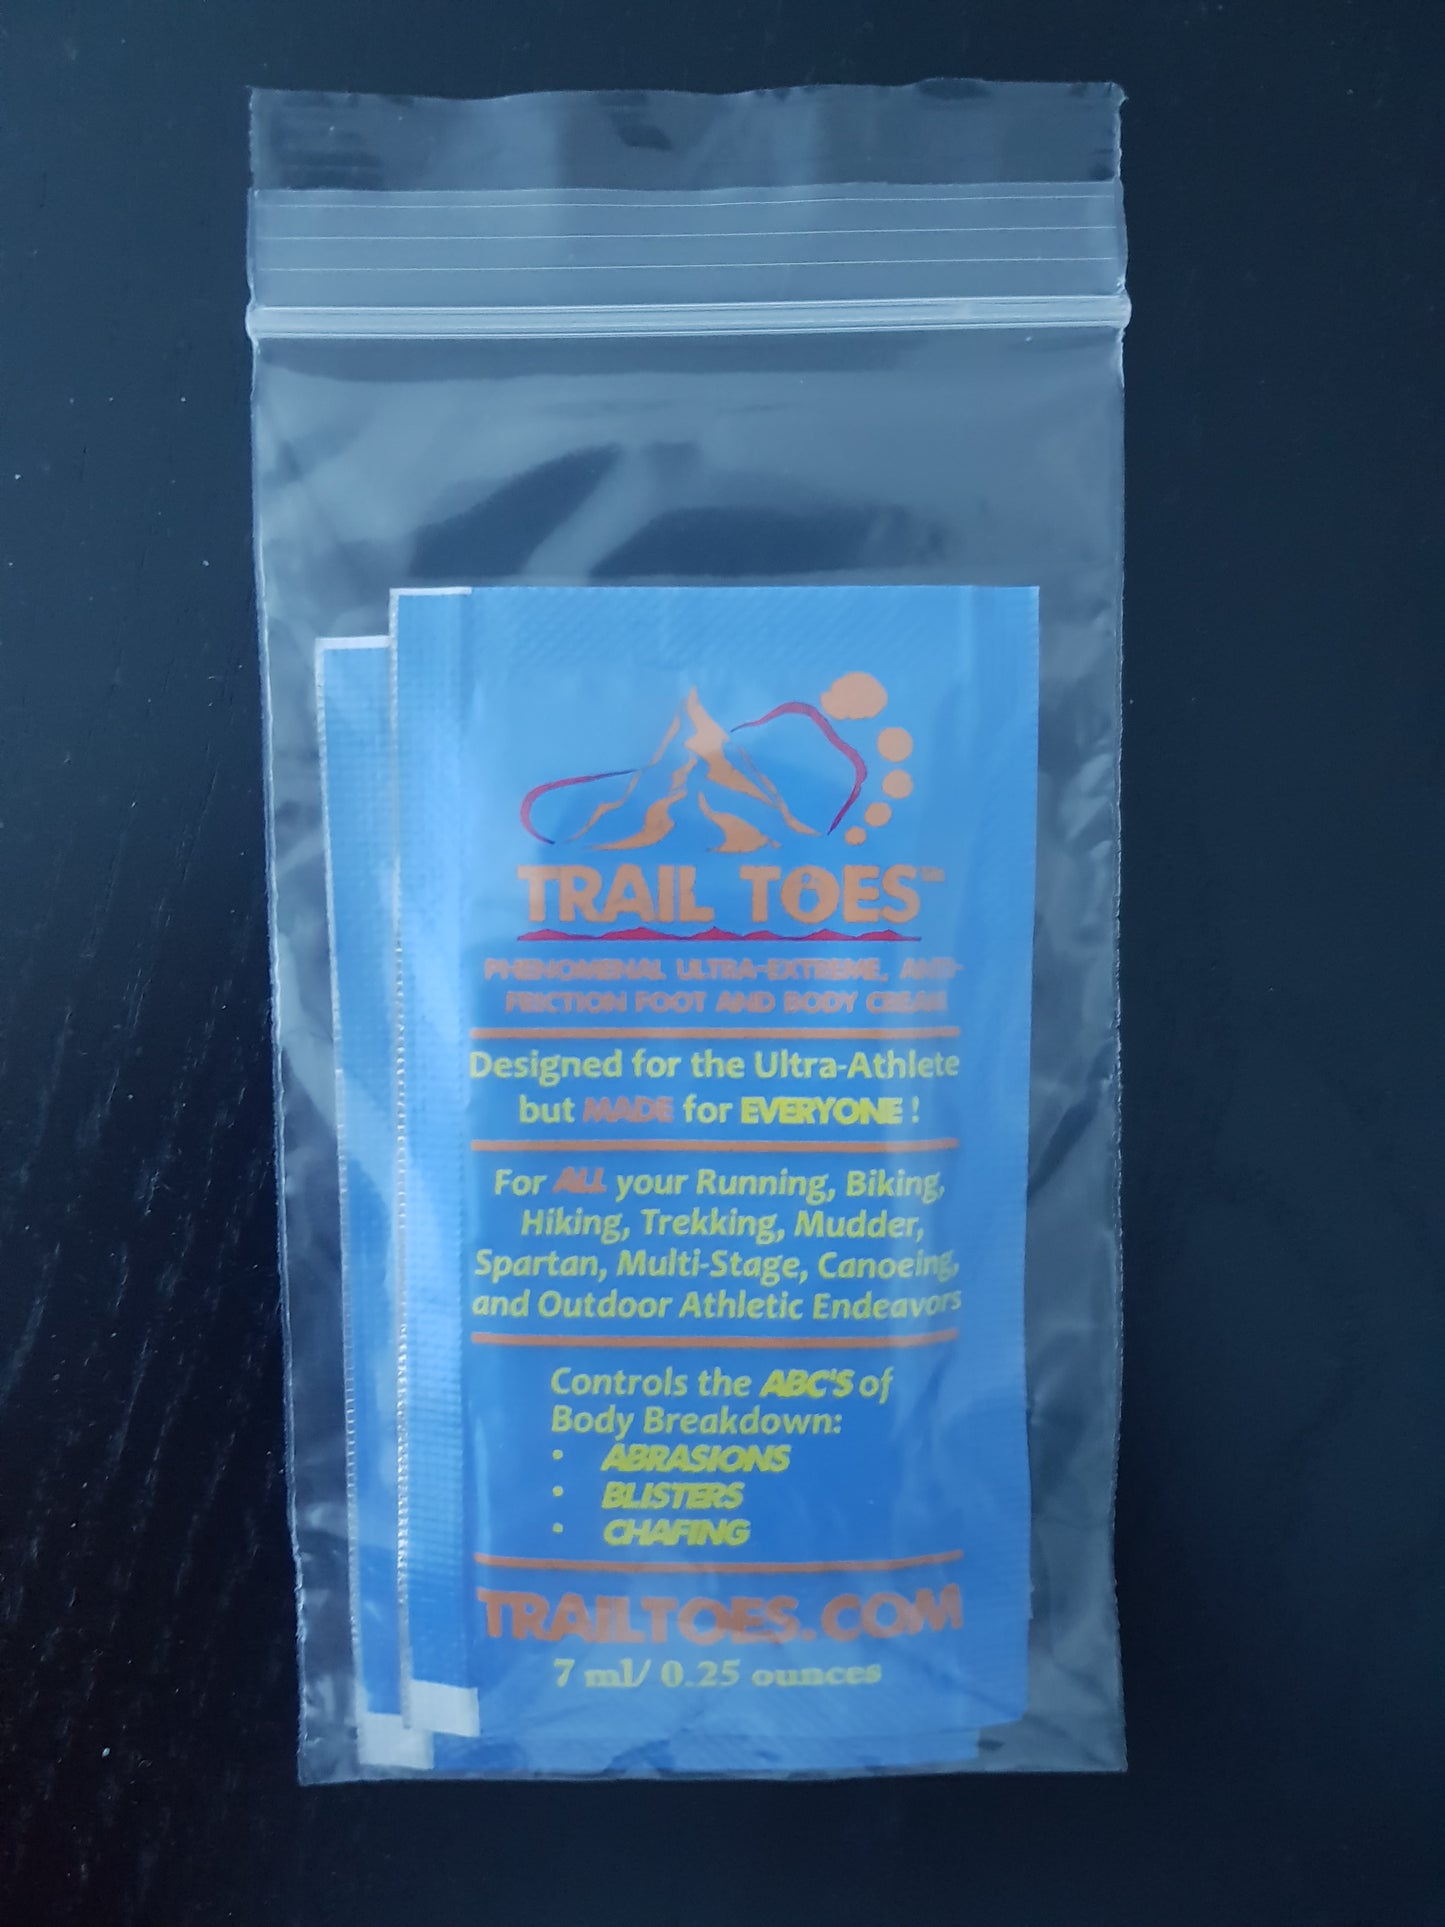 TRAIL TOES
PHENOMENAL ULTRA-EXTREME, ANTI-
FRICTION FOOT AND BODY CREAM
Designed for the Ultra-Athlete
but MADE for EVERYONE !
For ALL your Running, Biking,
Hiking, Trekking, Mudder,
Spartan, Multi-Stage, Canoeing,
and Outdoor Athletic Endeavors
Controls the ABC'S of
Body Breakdown:
• ABRASIONS
• BLISTERS
• CHAFING
TRAILTOES.COM
7 ml/ 0.25 ounces